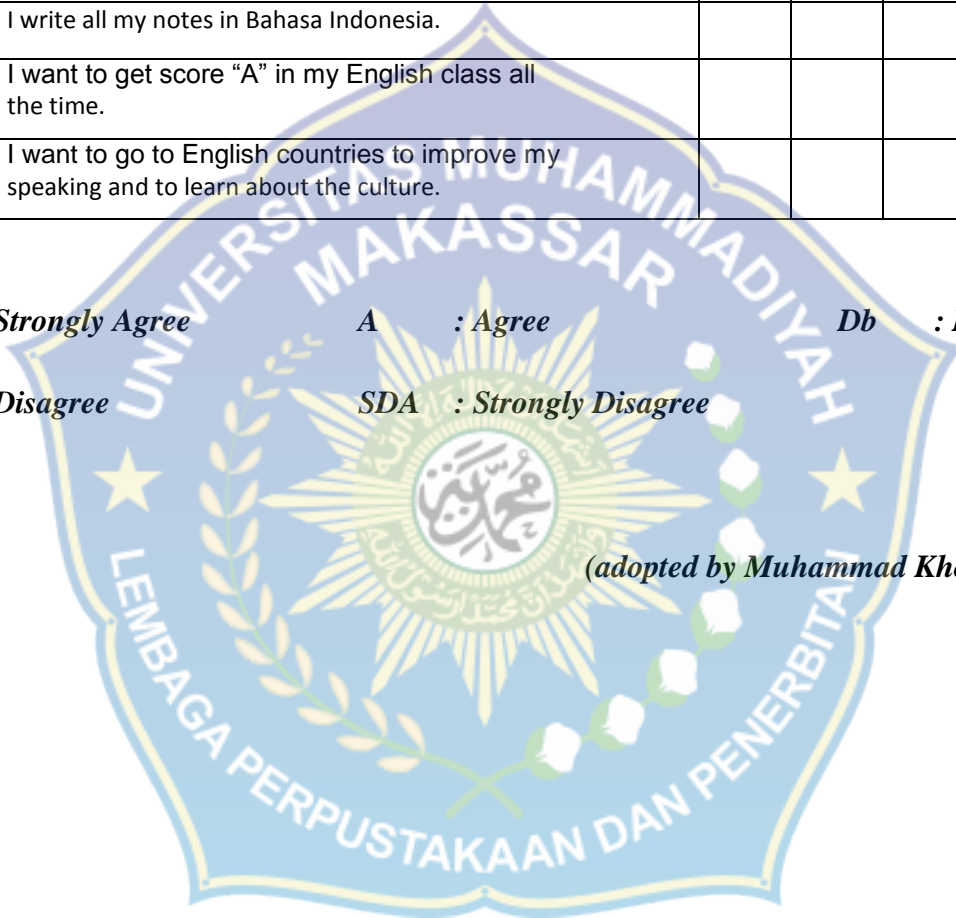 I write all my notes in Bahasa Indonesia.
I want to get score “A” in my English class all
the time.
I want to go to English countries to improve my
speaking and to learn about the culture.
UNIVERSITAS MUHAMMADIYAH
MAKASSAR
Strongly Agree A : Agree Db :
Disagree SDA : Strongly Disagree
(adopted by Muhammad
LEMBAGA PERPUSTAKAAN DAN PENERBITAN